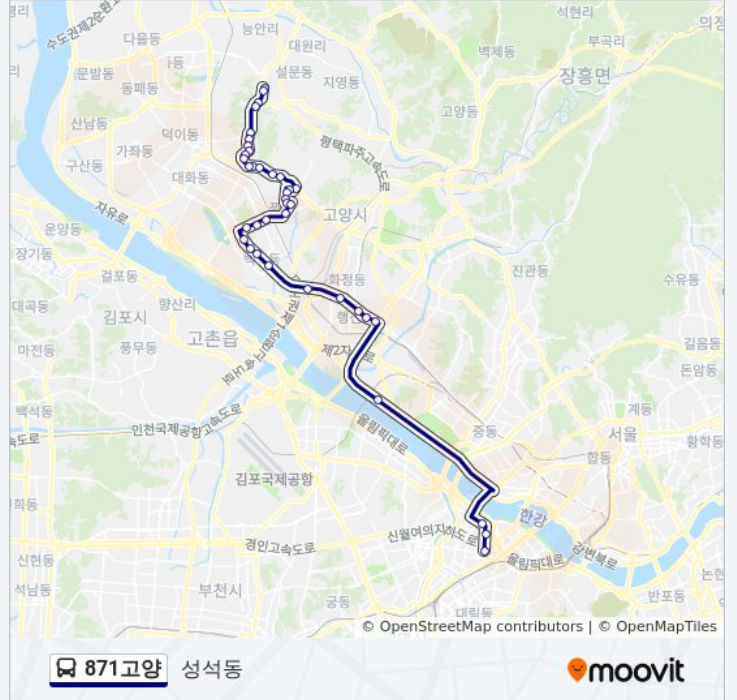 석현리
의정
능안리
수도권제2순환고
다율동
대원리
부곡리
벽제동
장흥면
i동
설문동
문발동
지영동
리
동패동
고양동
산남동
덕이동
평택파주고속도로
가좌동
구산동
대화동
자유로
고양시
운양동
장기동
진관동
화정동
수유동
걸포동
대곡동
향산리
김포시
행신
고촌읍
길음동
마전동
풍무동
제2자
로
돈암동
백석동
계동
인천국제공항고속도로
올림픽대로
중동
서울
황학동
속도로
합동
김포국제공항
희동
한강
신월여의지하도로
강변북로
경인고속도로
올림픽대로
신현동
논현
석남동
부천시
반포동
궁동
대림동
© OpenStreetMap contributors | © OpenMapTiles
871고양 성석동
moovit